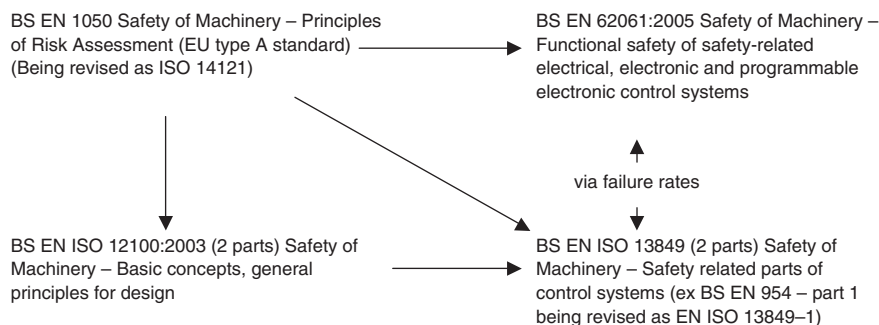 BS EN 1050 Safety of Machinery – Principles
of Risk Assessment (EU type A standard)
(Being revised as ISO 14121)
BS EN 62061:2005 Safety of Machinery –
Functional safety of safety-related
electrical, electronic and programmable
electronic control systems
via failure rates
BS EN ISO 12100:2003 (2 parts) Safety of
Machinery – Basic concepts, general
principles for design
BS EN ISO 13849 (2 parts) Safety of
Machinery – Safety related parts of
control systems (ex BS EN 954 – part 1
being revised as EN ISO 13849–1)